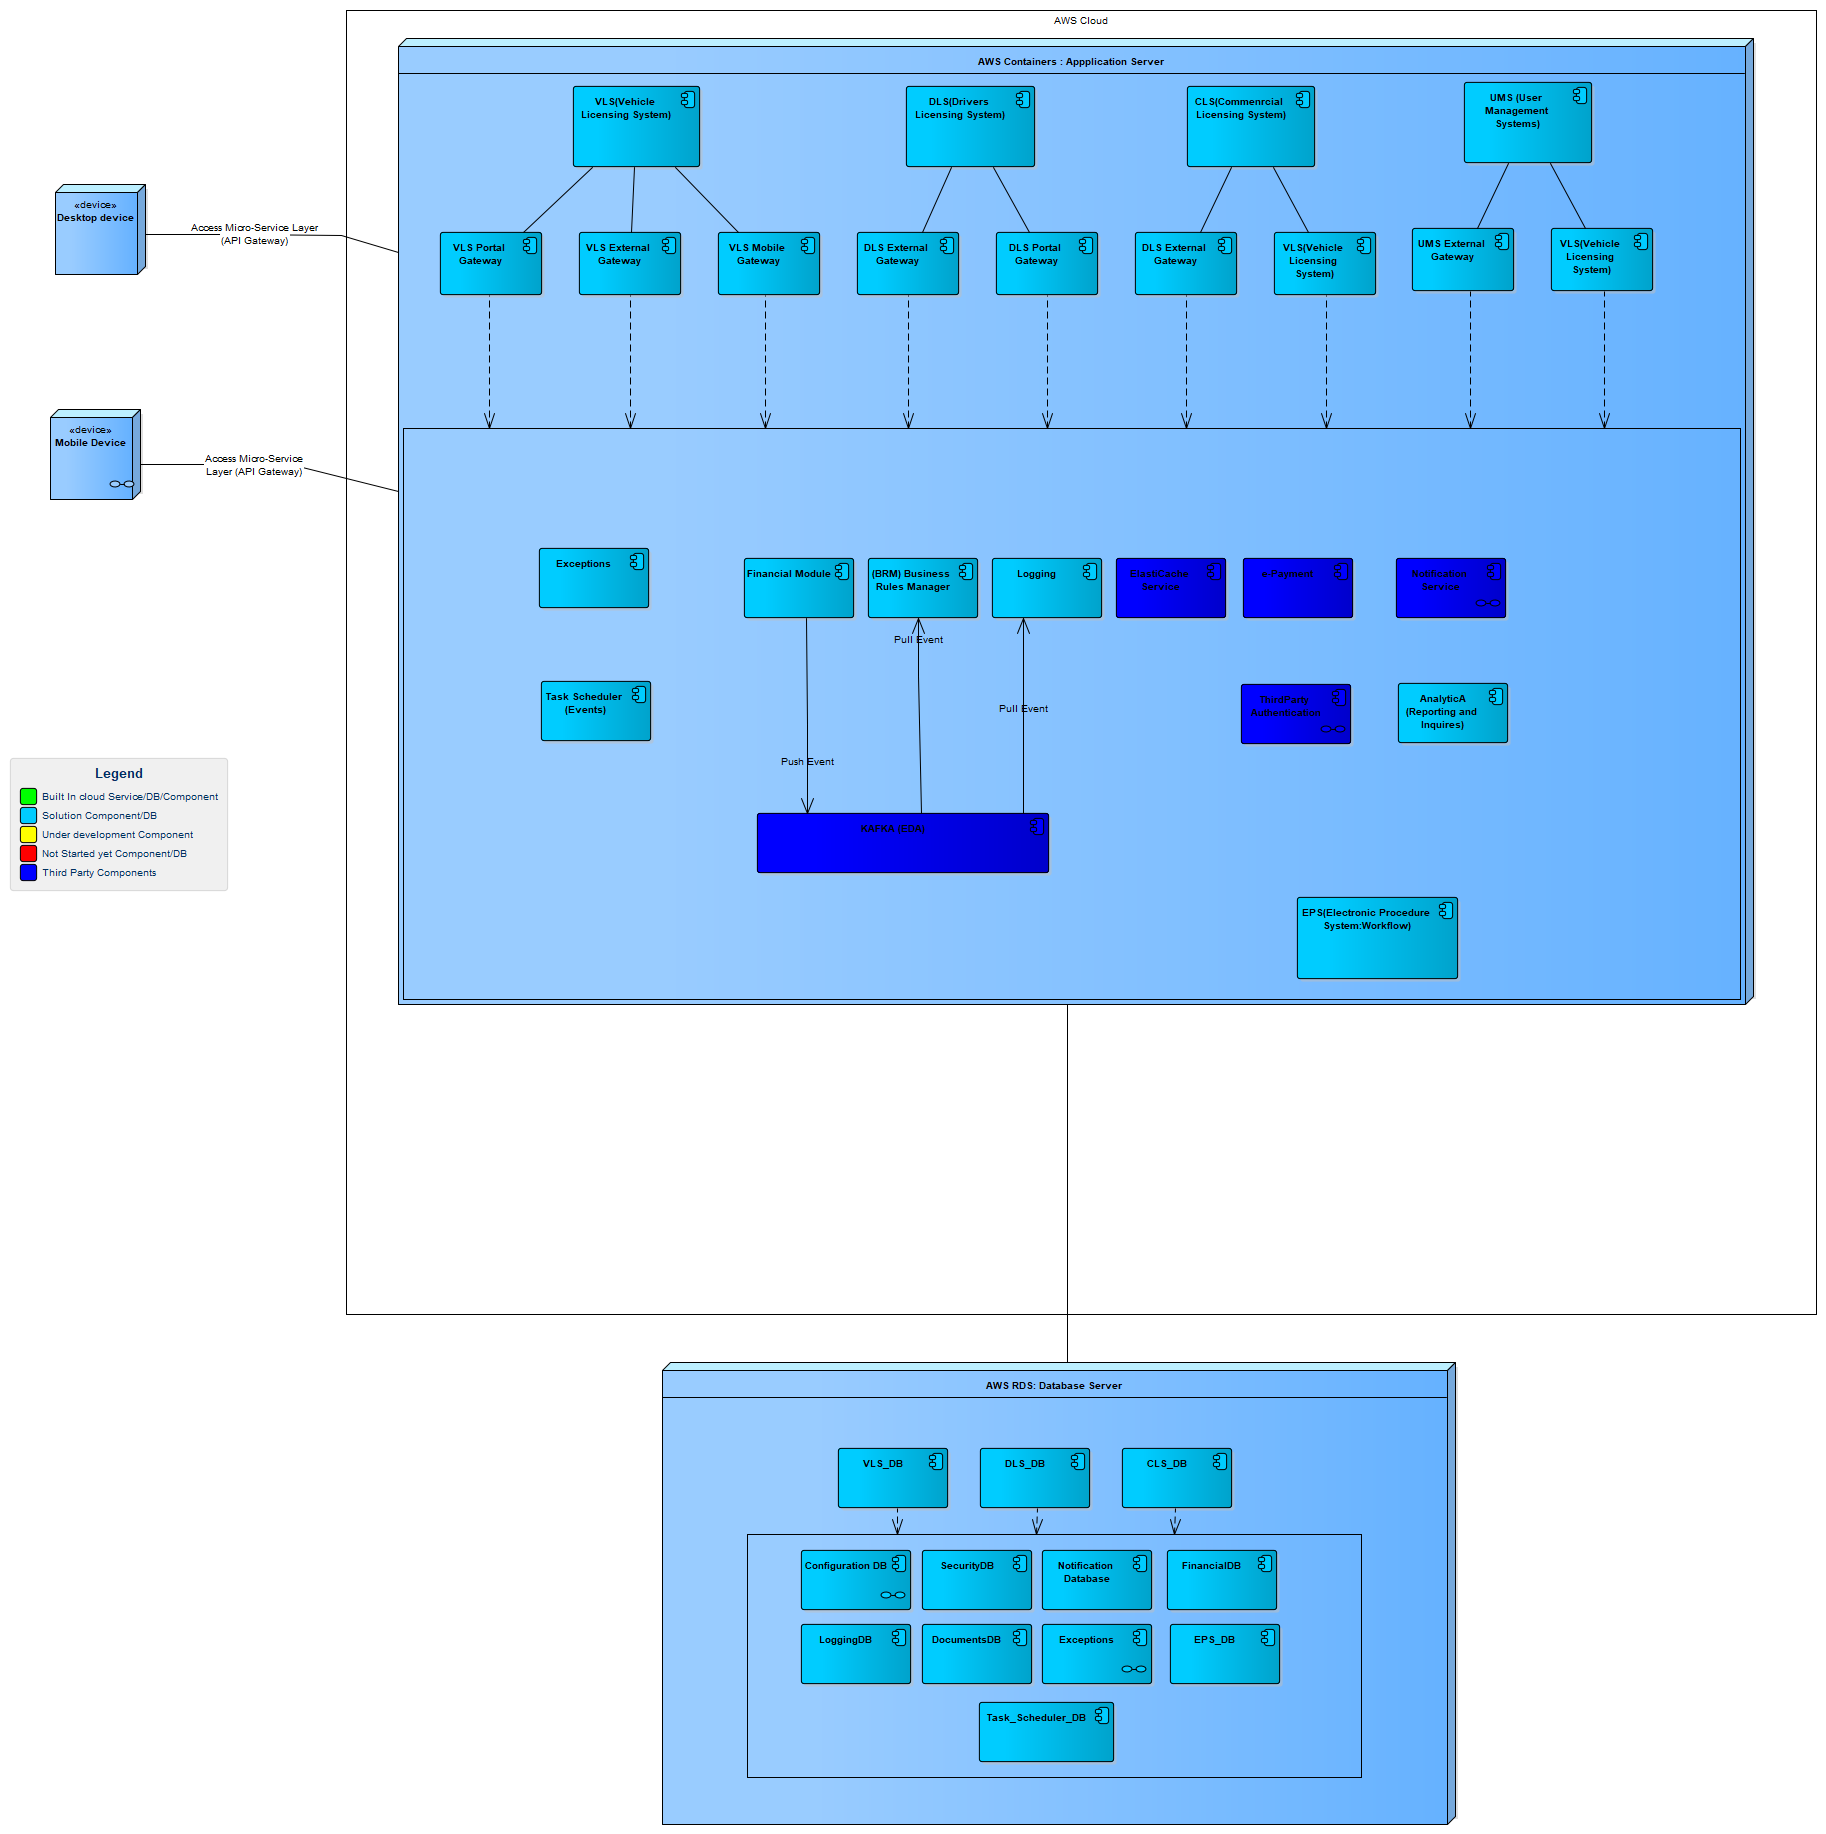 AWS Cloud
AWS Containers : Appplication Server
VLS(Vehicle
Licensing System)
DLS(Drivers
Licensing System)
CLS(Commenrcial
Licensing System)
UMS (User
Management
Systems)
«device»
Desktop device
Access Micro-Service Layer
(API Gateway)
VLS Portal
Gateway
VLS External
Gateway
VLS Mobile
Gateway
DLS External
Gateway
DLS Portal
Gateway
DLS External
Gateway
VLS(Vehicle
Licensing
System)
UMS External
Gateway
VLS(Vehicle
Licensing
System)
«device»
Mobile Device
Access Micro-Service
Layer (API Gateway)
Exceptions
Financial Module
(BRM) Business
Rules Manager
Logging
ElastiCache
Service
e-Payment
Notification
Service
Pull Event
Task Scheduler
(Events)
Pull Event
ThirdParty
Authentication
AnalyticA
(Reporting and
Inquires)
Push Event
KAFKA (EDA)
Legend
Built In cloud Service/DB/Component
Solution Component/DB
Under development Component
Not Started yet Component/DB
Third Party Components
EPS(Electronic Procedure
System:Workflow)
AWS RDS: Database Server
VLS_DB
DLS_DB
CLS_DB
Configuration DB
SecurityDB
Notification
Database
FinancialDB
LoggingDB
DocumentsDB
Exceptions
EPS_DB
Task_Scheduler_DB